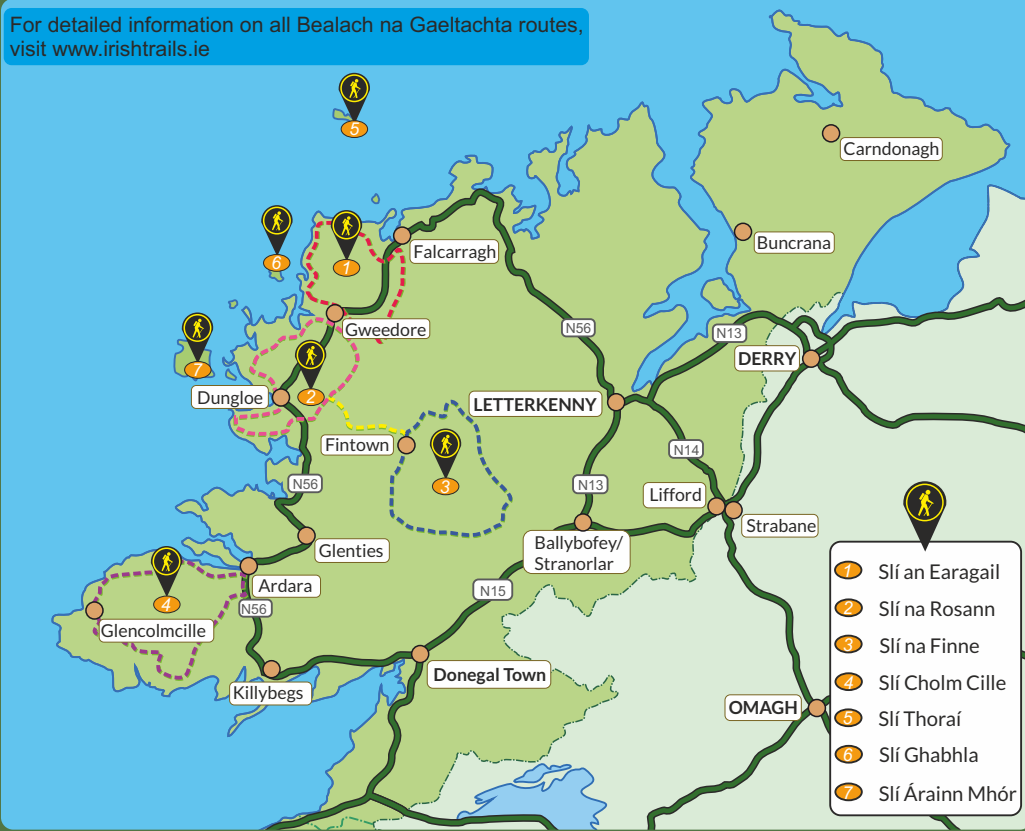 For detailed information on all Bealach na Gaeltachta routes,
visit www.irishtrails.ie
5
Carndonagh
6
1
Falcarragh
Buncrana
Gweedore
N56
N13
DERRY
7
Dungloe
2
LETTERKENNY
Fintown
3
N14
N56
N13
Lifford
Strabane
Glenties
Ballybofey/
Stranorlar
Ardara
N15
4
N56
Glencolmcille
Killybegs
Donegal Town
OMAGH
1 Slí an Earagail
2 Slí na Rosann
3 Slí na Finne
4 Slí Cholm Cille
5 Slí Thoraí
6 Slí Ghabhla
7 Slí Árainn Mhór